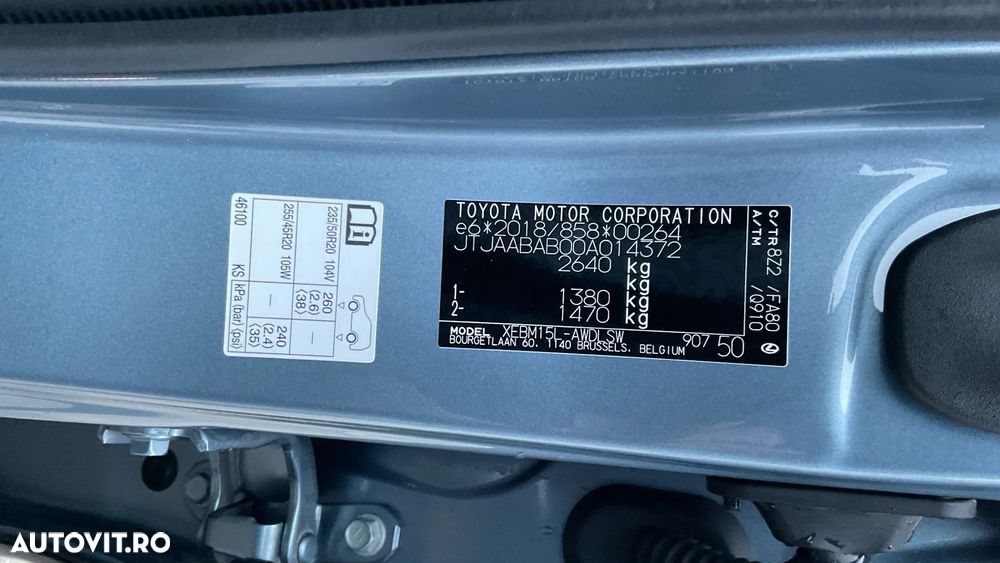 TOYOTA MOTOR CORPORATION
e6*2018/858*00264
JTJAABAB00A014372
2640 kg
1- 1380 kg
2- 1470 kg
MODEL XEBM15L-AWDLSW 907 50
BOURGETLAAN 60, 1140 BRUSSELS, BELGIUM
C/TR 8Z2 /FA80
A/TM /Q910
i
235/50R20 104V 260 (2.6) ⟨38⟩ –
255/45R20 105W – 240 (2.4) ⟨35⟩
46100 KS kPa (bar) ⟨psi⟩
AUTOVIT.RO